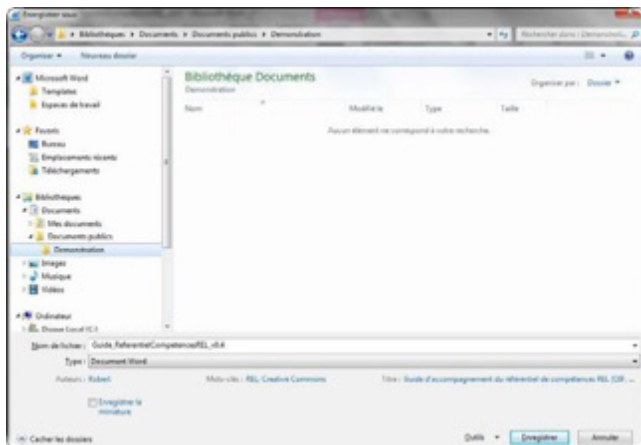 Enregistrer sous
Bibliothèques ▸ Documents ▸ Documents publics ▸ Demonstration
Rechercher dans : Demonstrati...
Organiser
Nouveau dossier
Microsoft Word
Templates
Espaces de travail
Favoris
Bureau
Emplacements récents
Téléchargements
Bibliothèques
Documents
Mes documents
Documents publics
Demonstration
Images
Musique
Vidéos
Ordinateur
Bibliothèque Documents
Demonstration
Organiser par : Dossier
Nom Modifié le Type Taille
Aucun élément ne correspond à votre recherche.
Nom de fichier : Guide_ReferentielCompetencesREL_v0.4
Type : Document Word
Auteurs : Robert
Mots-clés : REL; Creative Commons
Titre : Guide d'accompagnement du référentiel de compétences REL
Enregistrer la
miniature
Cacher les dossiers
Outils
Enregistrer
Annuler